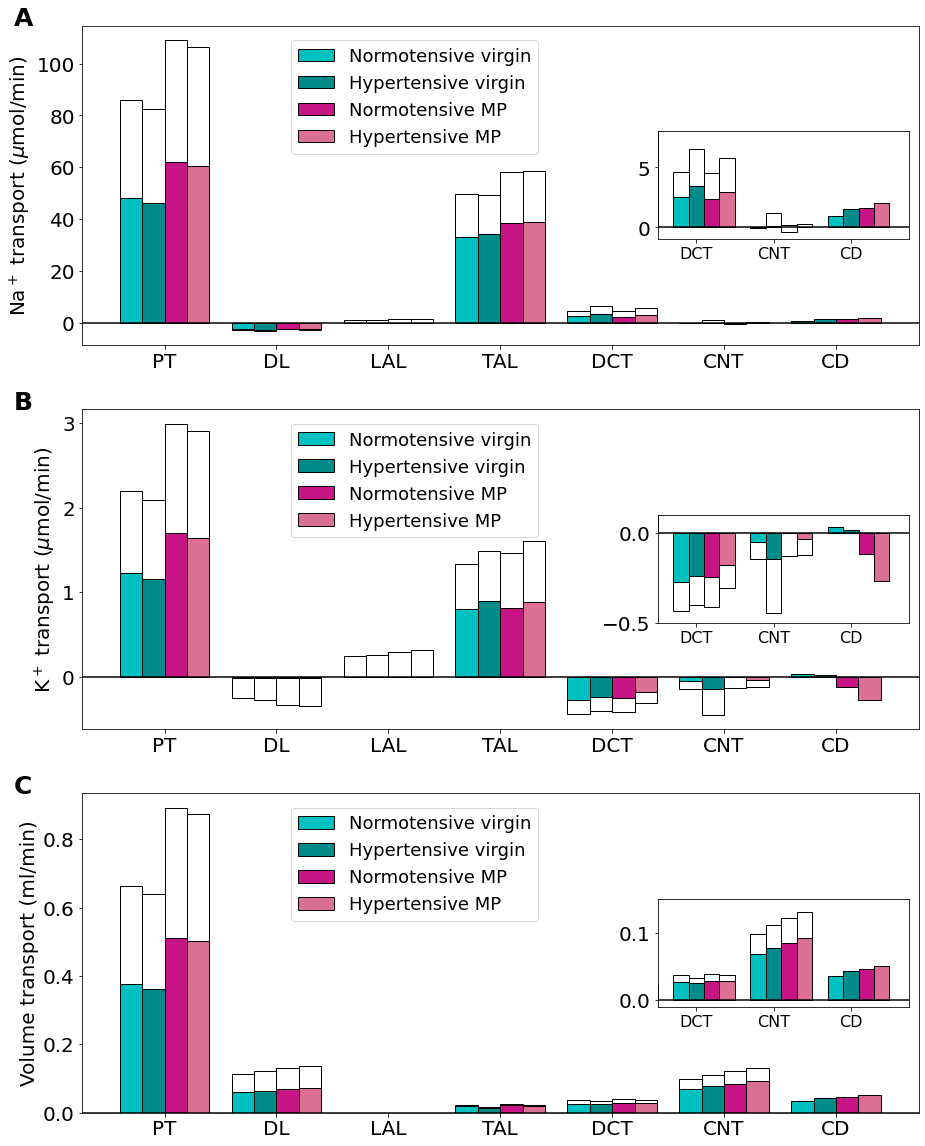 A
Na⁺ transport (μmol/min)
100
80
60
40
20
0
Normotensive virgin
Hypertensive virgin
Normotensive MP
Hypertensive MP
5
0
DCT CNT CD
PT DL LAL TAL DCT CNT CD
B
K⁺ transport (μmol/min)
3
2
1
0
Normotensive virgin
Hypertensive virgin
Normotensive MP
Hypertensive MP
0.0
−0.5
DCT CNT CD
PT DL LAL TAL DCT CNT CD
C
Volume transport (ml/min)
0.8
0.6
0.4
0.2
0.0
Normotensive virgin
Hypertensive virgin
Normotensive MP
Hypertensive MP
0.1
0.0
DCT CNT CD
PT DL LAL TAL DCT CNT CD